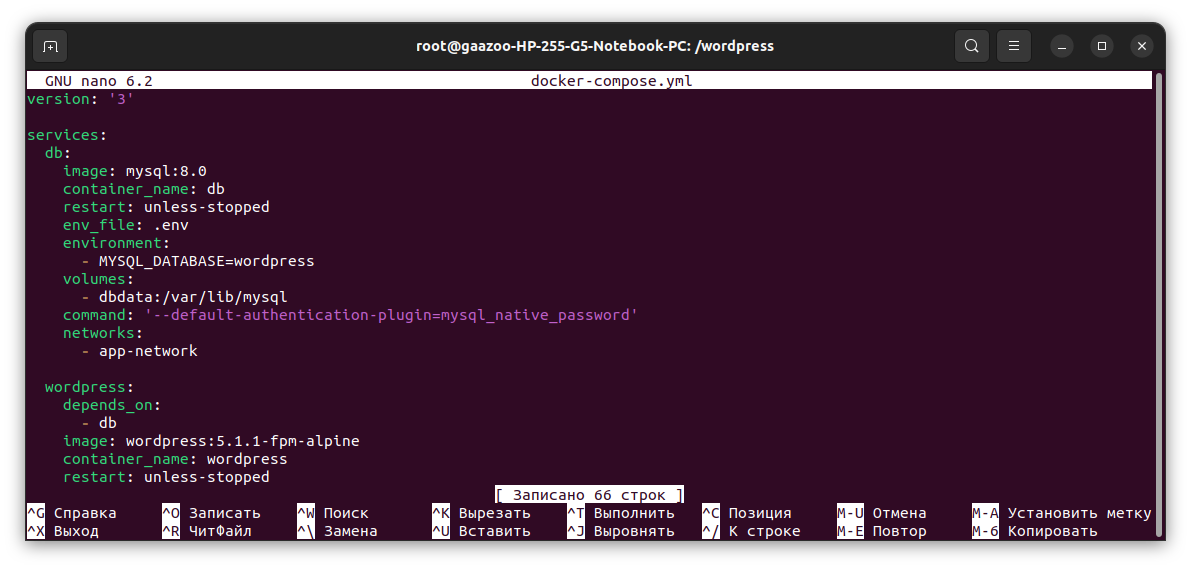 root@gaazoo-HP-255-G5-Notebook-PC: /wordpress
GNU nano 6.2 docker-compose.yml
version: '3'

services:
  db:
    image: mysql:8.0
    container_name: db
    restart: unless-stopped
    env_file: .env
    environment:
      - MYSQL_DATABASE=wordpress
    volumes:
      - dbdata:/var/lib/mysql
    command: '--default-authentication-plugin=mysql_native_password'
    networks:
      - app-network

  wordpress:
    depends_on:
      - db
    image: wordpress:5.1.1-fpm-alpine
    container_name: wordpress
    restart: unless-stopped
[ Записано 66 строк ]
^G Справка ^O Записать ^W Поиск ^K Вырезать ^T Выполнить ^C Позиция M-U Отмена M-A Установить метку
^X Выход ^R ЧитФайл ^\ Замена ^U Вставить ^J Выровнять ^/ К строке M-E Повтор M-6 Копировать